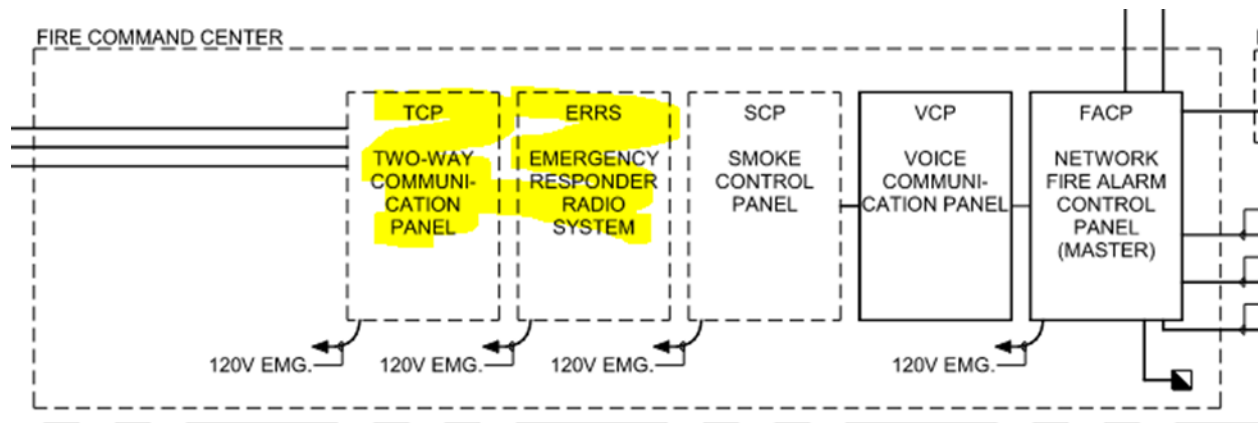 FIRE COMMAND CENTER
TCP
TWO-WAY
COMMUNI-
CATION
PANEL
ERRS
EMERGENCY
RESPONDER
RADIO
SYSTEM
SCP
SMOKE
CONTROL
PANEL
VCP
VOICE
COMMUNI-
CATION PANEL
FACP
NETWORK
FIRE ALARM
CONTROL
PANEL
(MASTER)
120V EMG.
120V EMG.
120V EMG.
120V EMG.